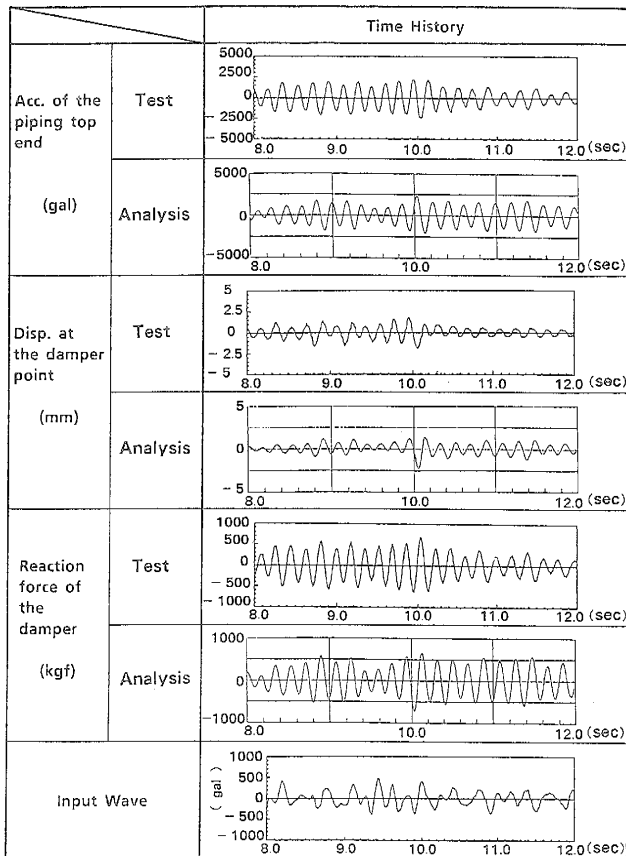 Time History
Acc. of the
piping top
end
(gal)
Test
5000
2500
0
-2500
-5000
8.0 9.0 10.0 11.0 12.0 (sec)
Analysis
5000
0
-5000
8.0 10.0 12.0 (sec)
Disp. at
the damper
point
(mm)
Test
5
2.5
0
-2.5
-5
8.0 9.0 10.0 11.0 12.0 (sec)
Analysis
5
0
-5
8.0 10.0 12.0 (sec)
Reaction
force of
the
damper
(kgf)
Test
1000
500
0
-500
-1000
8.0 9.0 10.0 11.0 12.0 (sec)
Analysis
1000
0
-1000
8.0 10.0 12.0 (sec)
Input Wave
(gal)
1000
500
0
-500
-1000
8.0 9.0 10.0 11.0 12.0 (sec)